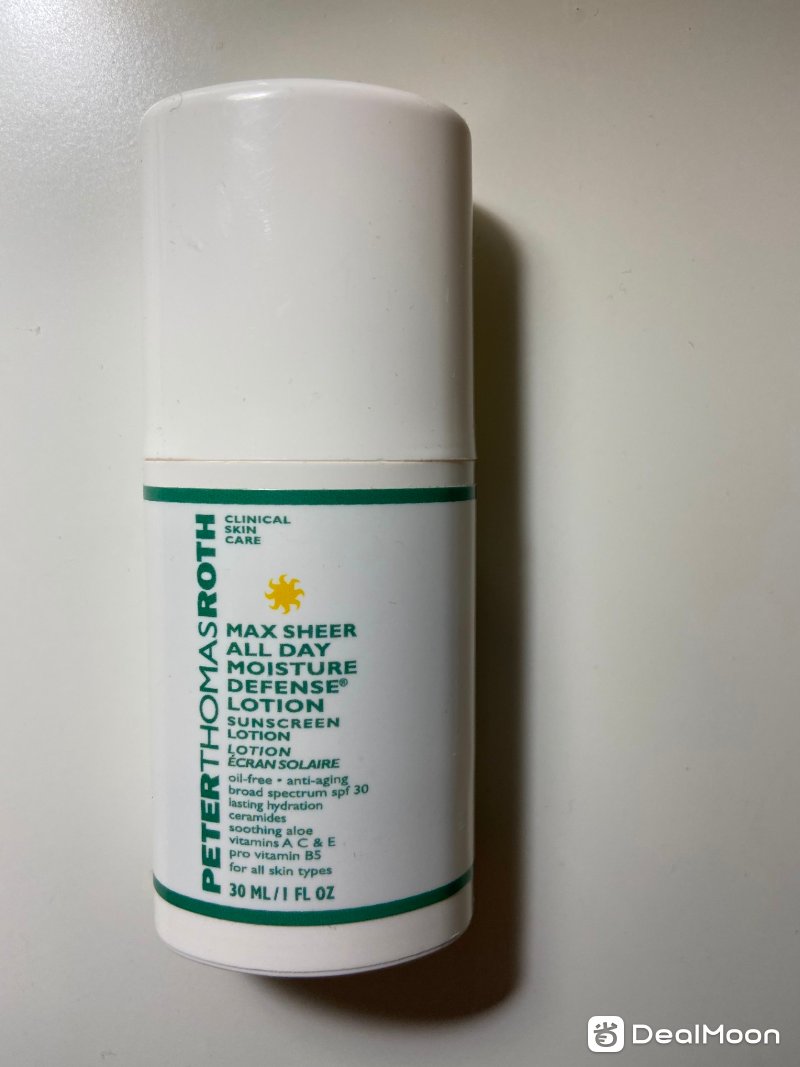 PETERTHOMASROTH
CLINICAL
SKIN
CARE
MAX SHEER
ALL DAY
MOISTURE
DEFENSE®
LOTION
SUNSCREEN
LOTION
LOTION
ÉCRAN SOLAIRE
oil-free • anti-aging
broad spectrum spf 30
lasting hydration
ceramides
soothing aloe
vitamins A C & E
pro vitamin B5
for all skin types
30 ML/1 FL OZ
DealMoon